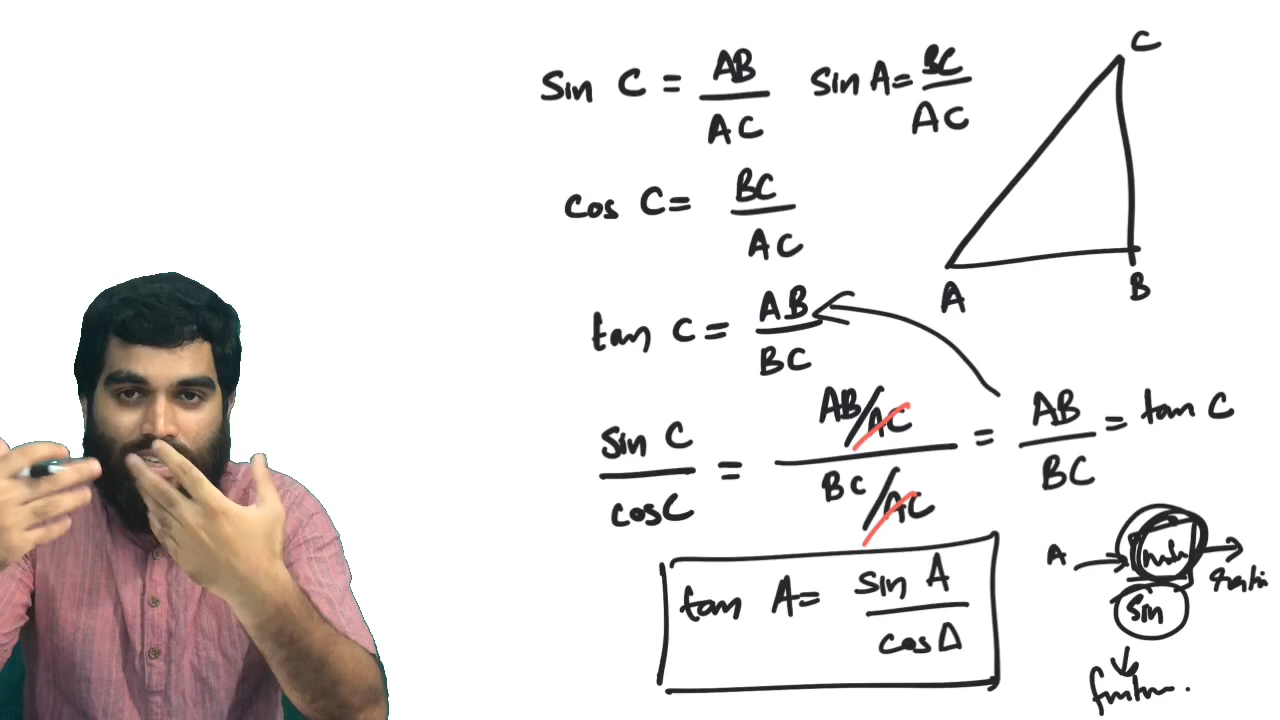 sin C = AB/AC sin A = BC/AC
C
cos C = BC/AC
A B
tan C = AB/BC
sin C/cos C = AB/AC/BC/AC = AB/BC = tan C
tan A = sin A/cos A
A
sin